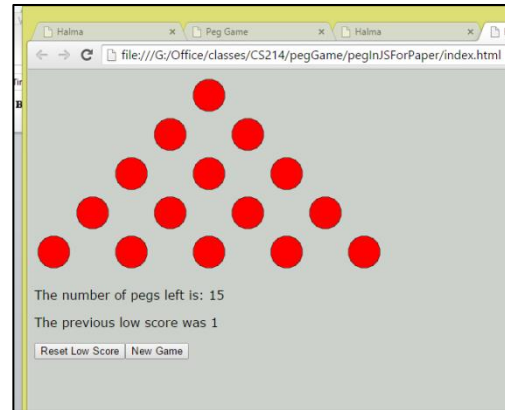 Halma
Peg Game
Halma
file:///G:/Office/classes/CS214/pegGame/pegInJSForPaper/index.html
B
The number of pegs left is: 15
The previous low score was 1
Reset Low Score
New Game